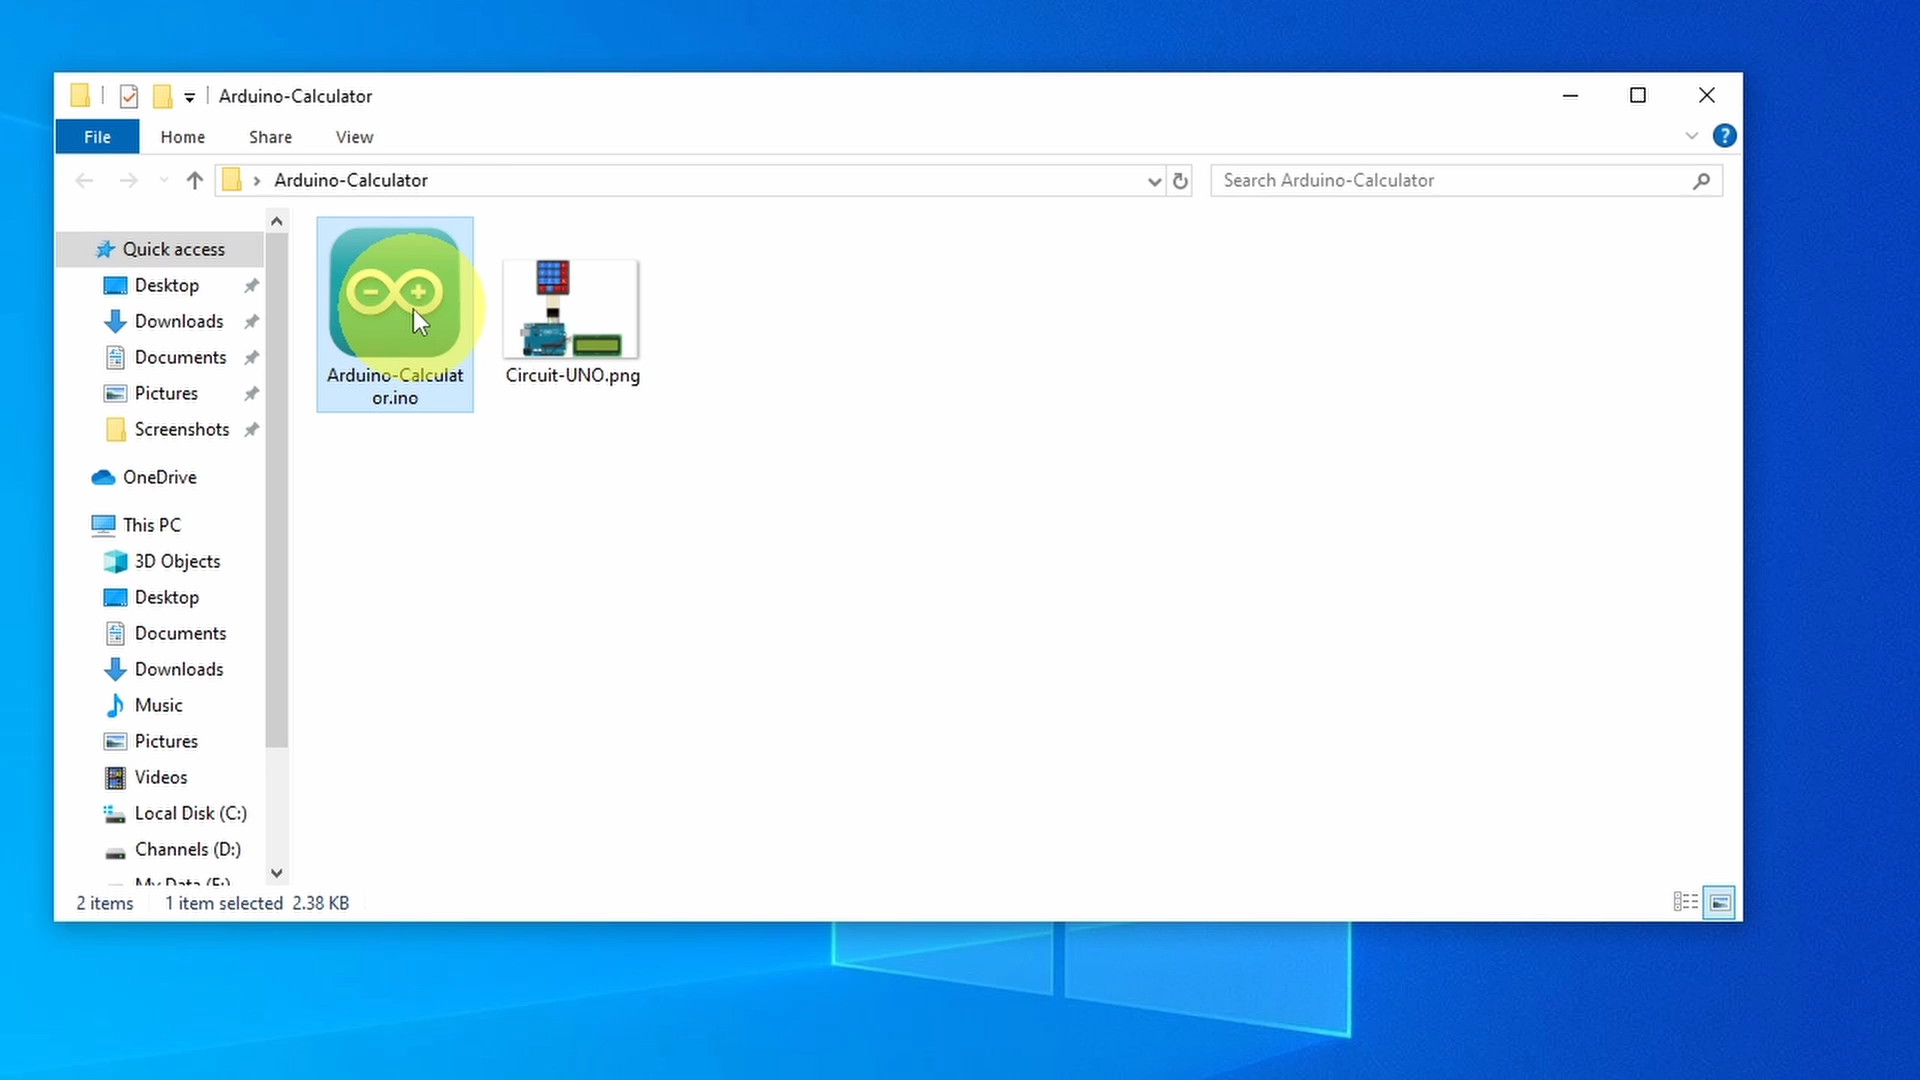 Arduino-Calculator
File Home Share View
Arduino-Calculator
Search Arduino-Calculator
Quick access
Desktop
Downloads
Documents
Pictures
Screenshots
OneDrive
This PC
3D Objects
Desktop
Documents
Downloads
Music
Pictures
Videos
Local Disk (C:)
Channels (D:)
Arduino-Calculat
or.ino
Circuit-UNO.png
2 items 1 item selected 2.38 KB